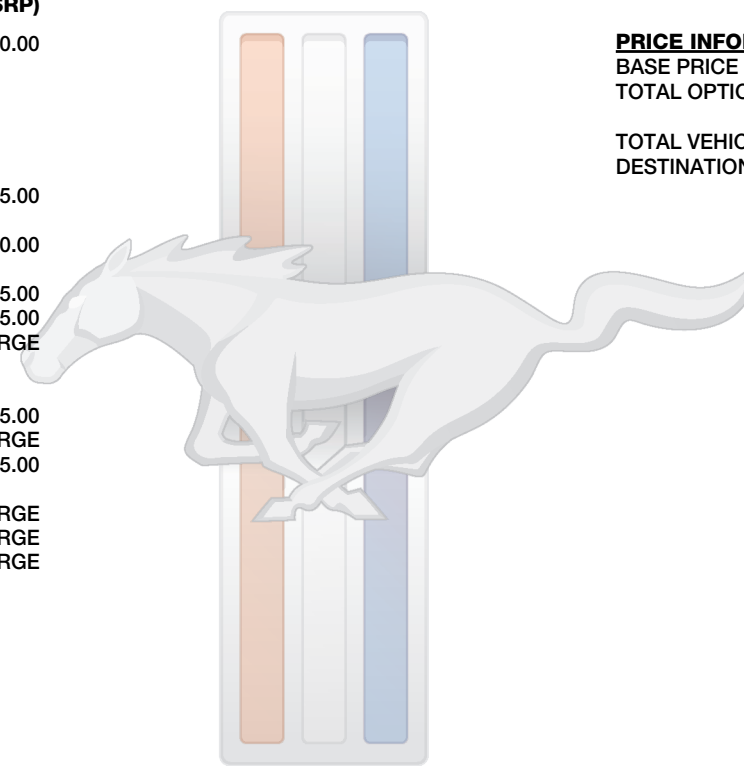 SRP)
0.00
5.00
0.00
5.00
5.00
RGE
5.00
RGE
5.00
RGE
RGE
RGE
PRICE INFO
BASE PRICE
TOTAL OPTIO
TOTAL VEHIC
DESTINATION